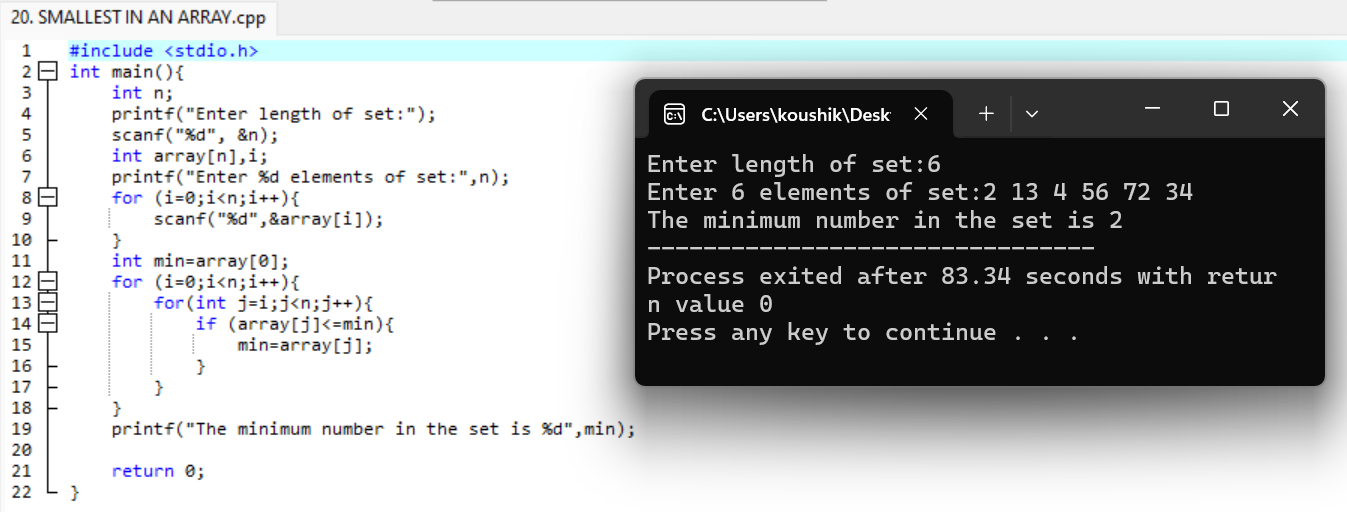 20. SMALLEST IN AN ARRAY.cpp
1 #include <stdio.h>
2 int main(){
3     int n;
4     printf("Enter length of set:");
5     scanf("%d", &n);
6     int array[n],i;
7     printf("Enter %d elements of set:",n);
8     for (i=0;i<n;i++){
9         scanf("%d",&array[i]);
10     }
11     int min=array[0];
12     for (i=0;i<n;i++){
13         for(int j=i;j<n;j++){
14             if (array[j]<=min){
15                 min=array[j];
16             }
17         }
18     }
19     printf("The minimum number in the set is %d",min);
20
21     return 0;
22 }
C:\Users\koushik\Desk
Enter length of set:6
Enter 6 elements of set:2 13 4 56 72 34
The minimum number in the set is 2
--------------------------------
Process exited after 83.34 seconds with retur
n value 0
Press any key to continue . . .